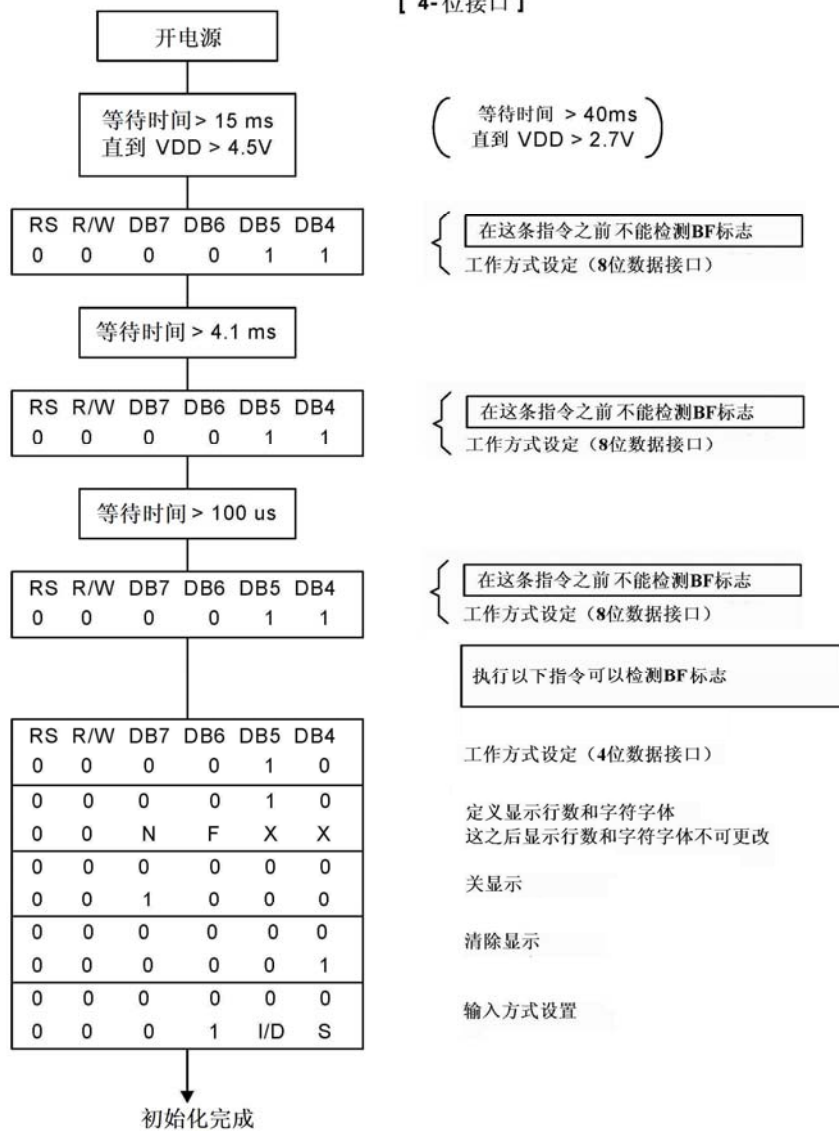 [ 4-位接口 ]
开电源
等待时间> 15 ms
直到 VDD > 4.5V
等待时间 > 40ms
直到 VDD > 2.7V
RS R/W DB7 DB6 DB5 DB4
0 0 0 0 1 1
在这条指令之前不能检测BF标志
工作方式设定（8位数据接口）
等待时间 > 4.1 ms
RS R/W DB7 DB6 DB5 DB4
0 0 0 0 1 1
在这条指令之前不能检测BF标志
工作方式设定（8位数据接口）
等待时间 > 100 us
RS R/W DB7 DB6 DB5 DB4
0 0 0 0 1 1
在这条指令之前不能检测BF标志
工作方式设定（8位数据接口）
执行以下指令可以检测BF标志
RS R/W DB7 DB6 DB5 DB4
0 0 0 0 1 0
工作方式设定（4位数据接口）
0 0 0 0 1 0
0 0 N F X X
定义显示行数和字符字体
这之后显示行数和字符字体不可更改
0 0 0 0 0 0
0 0 1 0 0 0
关显示
0 0 0 0 0 0
0 0 0 0 0 1
清除显示
0 0 0 0 0 0
0 0 0 1 I/D S
输入方式设置
初始化完成